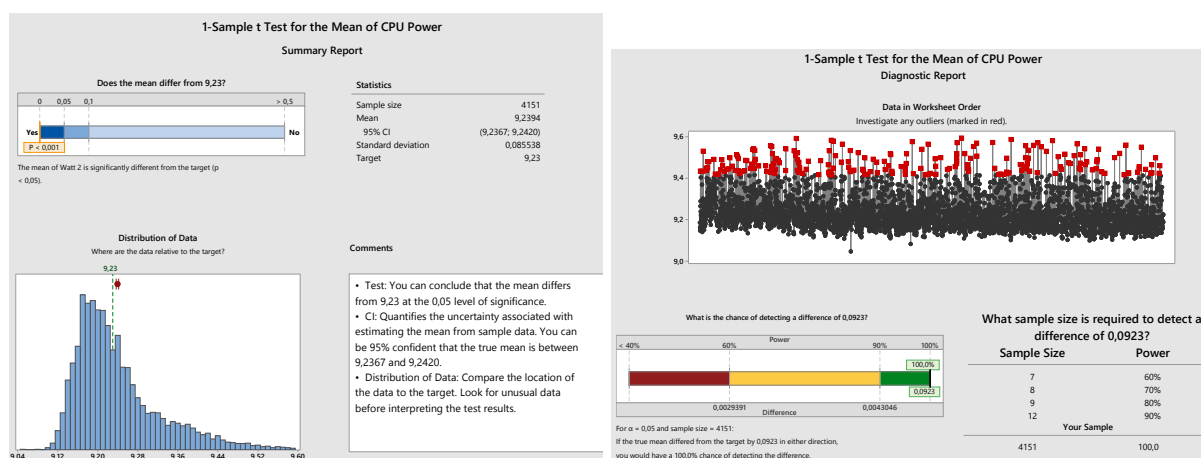 1-Sample t Test for the Mean of CPU Power
Summary Report
Does the mean differ from 9,23?
0 0,05 0,1 > 0,5
Yes No
P < 0,001
The mean of Watt 2 is significantly different from the target (p
< 0,05).
Statistics
Sample size 4151
Mean 9,2394
95% CI (9,2367; 9,2420)
Standard deviation 0,085538
Target 9,23
Distribution of Data
Where are the data relative to the target?
9,23
9,04 9,12 9,20 9,28 9,36 9,44 9,52 9,60
Comments
• Test: You can conclude that the mean differs
from 9,23 at the 0,05 level of significance.
• CI: Quantifies the uncertainty associated with
estimating the mean from sample data. You can
be 95% confident that the true mean is between
9,2367 and 9,2420.
• Distribution of Data: Compare the location of
the data to the target. Look for unusual data
before interpreting the test results.
1-Sample t Test for the Mean of CPU Power
Diagnostic Report
Data in Worksheet Order
Investigate any outliers (marked in red).
9,6
9,4
9,2
9,0
What is the chance of detecting a difference of 0,0923?
Power
< 40% 60% 90% 100%
100,0%
0,0923
0,0029391 0,0043046
Difference
For α = 0,05 and sample size = 4151:
If the true mean differed from the target by 0,0923 in either direction,
you would have a 100,0% chance of detecting the difference.
What sample size is required to detect a
difference of 0,0923?
Sample Size Power
7 60%
8 70%
9 80%
12 90%
Your Sample
4151 100,0